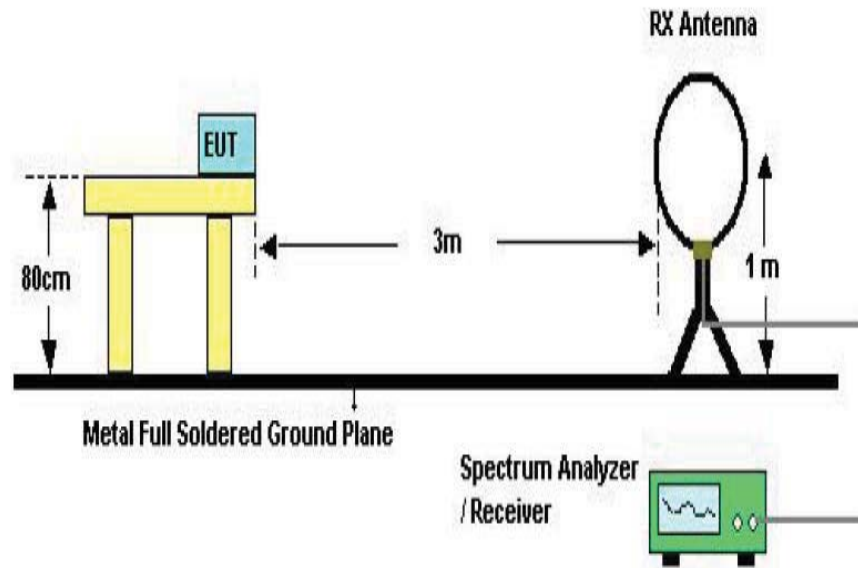 RX Antenna
EUT
3m
80cm
1 m
Metal Full Soldered Ground Plane
Spectrum Analyzer
/ Receiver